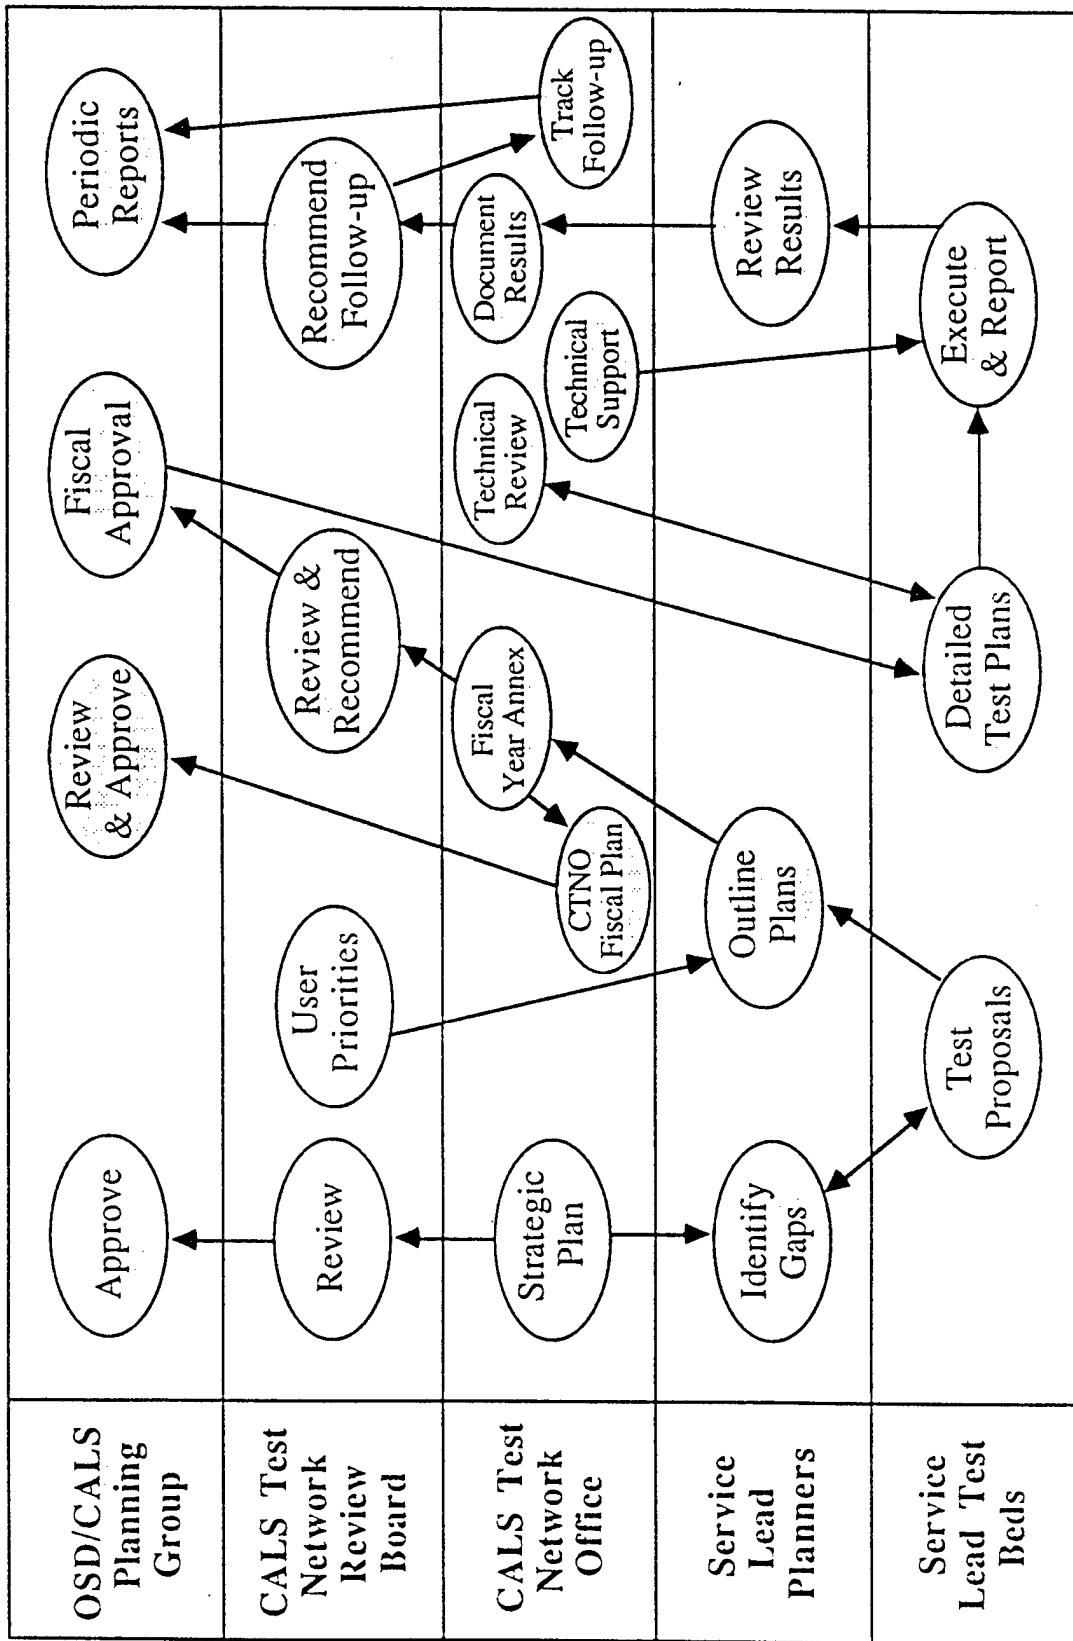 OSD/CALS
Planning
Group
Approve
Review
& Approve
Fiscal
Approval
Periodic
Reports
CALS Test
Network
Review
Board
Review
User
Priorities
Review &
Recommend
Recommend
Follow-up
CALS Test
Network
Office
Strategic
Plan
CTNO
Fiscal Plan
Fiscal
Year Annex
Technical
Review
Technical
Support
Document
Results
Track
Follow-up
Service
Lead
Planners
Identify
Gaps
Outline
Plans
Review
Results
Service
Lead Test
Beds
Test
Proposals
Detailed
Test Plans
Execute
& Report